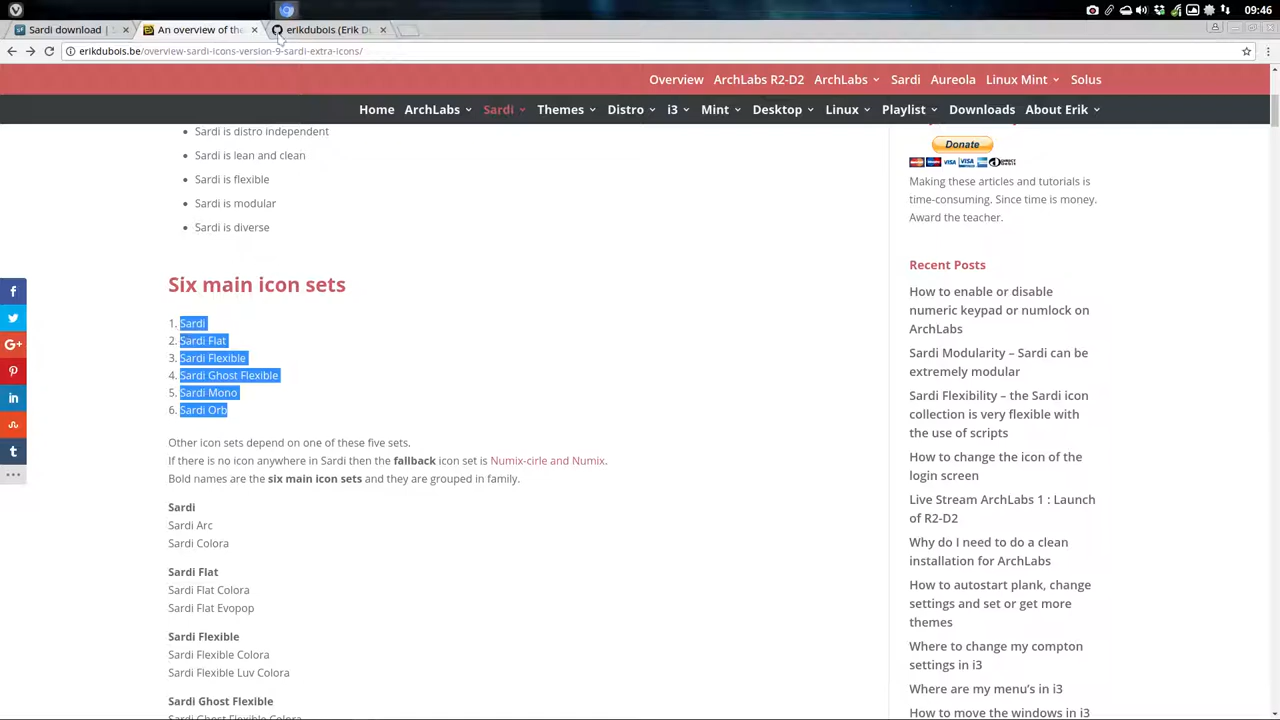 09:46
Sardi download | S
An overview of the
erikdubois (Erik Du
erikdubois.be/overview-sardi-icons-version-9-sardi-extra-icons/
Overview ArchLabs R2-D2 ArchLabs Sardi Aureola Linux Mint Solus
Home ArchLabs Sardi Themes Distro i3 Mint Desktop Linux Playlist Downloads About Erik
Sardi is distro independent
Sardi is lean and clean
Sardi is flexible
Sardi is modular
Sardi is diverse
Six main icon sets
1. Sardi
2. Sardi Flat
3. Sardi Flexible
4. Sardi Ghost Flexible
5. Sardi Mono
6. Sardi Orb
Other icon sets depend on one of these five sets.
If there is no icon anywhere in Sardi then the fallback icon set is Numix-cirle and Numix.
Bold names are the six main icon sets and they are grouped in family.
Sardi
Sardi Arc
Sardi Colora
Sardi Flat
Sardi Flat Colora
Sardi Flat Evopop
Sardi Flexible
Sardi Flexible Colora
Sardi Flexible Luv Colora
Sardi Ghost Flexible
Sardi Ghost Flexible Colora
Donate
Making these articles and tutorials is
time-consuming. Since time is money.
Award the teacher.
Recent Posts
How to enable or disable
numeric keypad or numlock on
ArchLabs
Sardi Modularity – Sardi can be
extremely modular
Sardi Flexibility – the Sardi icon
collection is very flexible with
the use of scripts
How to change the icon of the
login screen
Live Stream ArchLabs 1 : Launch
of R2-D2
Why do I need to do a clean
installation for ArchLabs
How to autostart plank, change
settings and set or get more
themes
Where to change my compton
settings in i3
Where are my menu's in i3
How to move the windows in i3